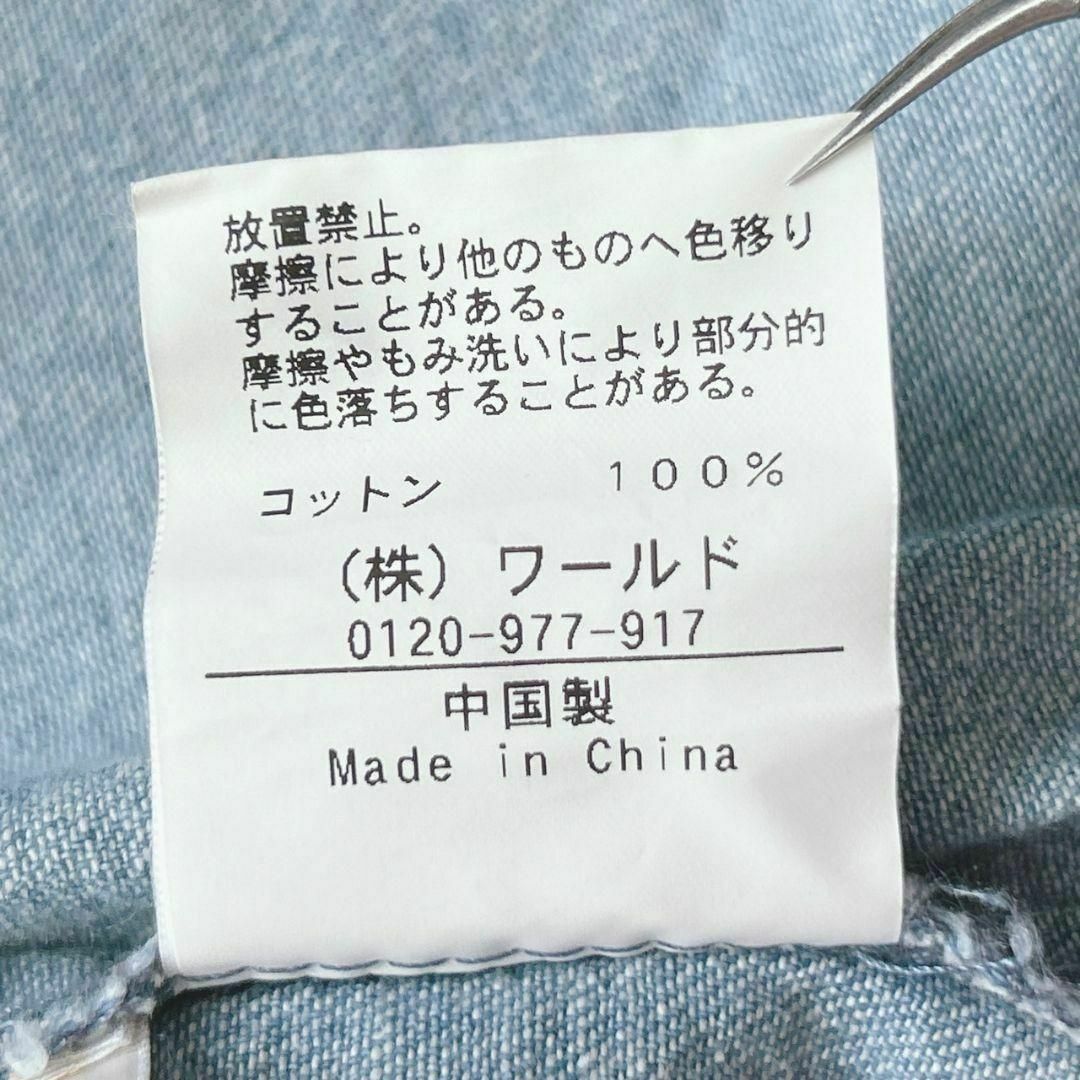 放置禁止。
摩擦により他のものへ色移り
することがある。
摩擦やもみ洗いにより部分的
に色落ちすることがある。
コットン 100%
(株) ワールド
0120-977-917
中国製
Made in China